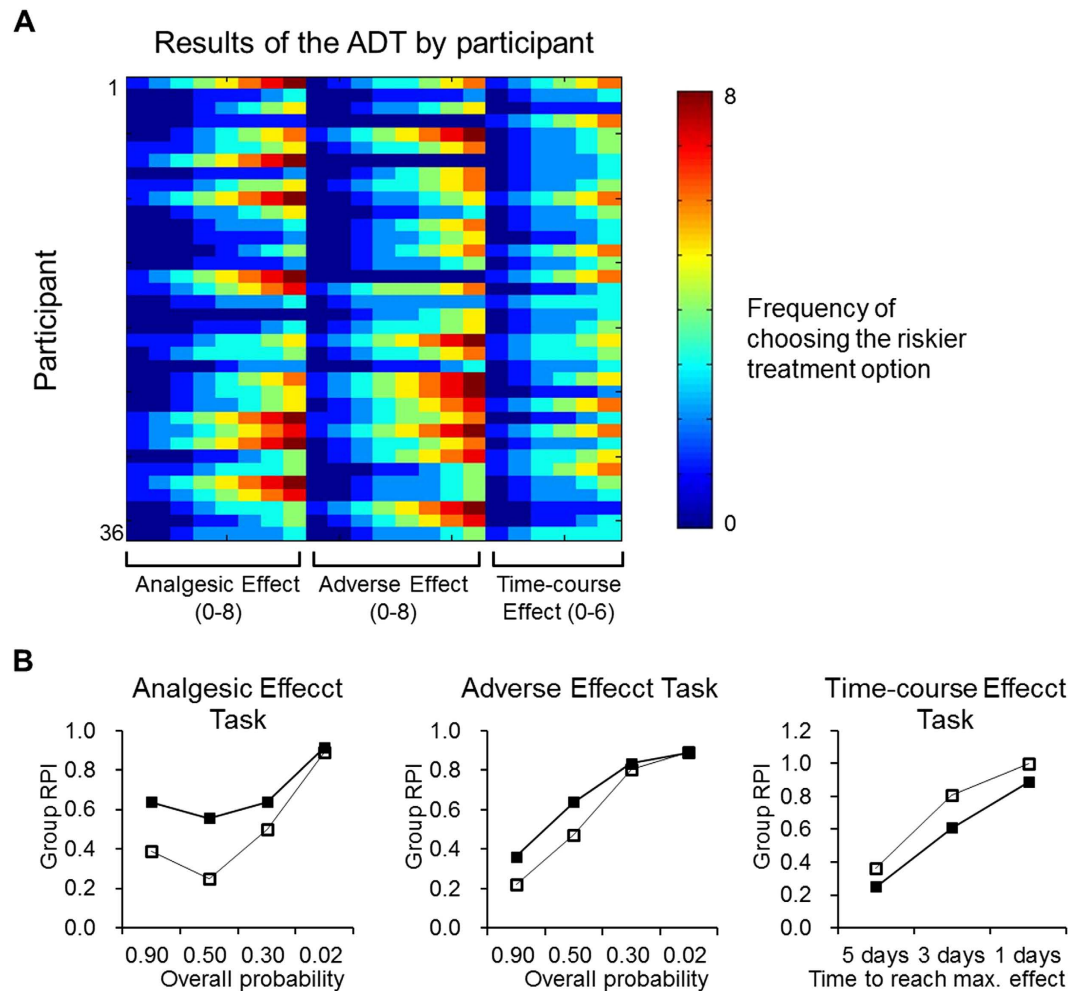 A
Results of the ADT by participant
1
36
Participant
Analgesic Effect
(0-8)
Adverse Effect
(0-8)
Time-course
Effect (0-6)
8
0
Frequency of
choosing the riskier
treatment option
B
Analgesic Effecct
Task
Group RPI
1.0
0.8
0.6
0.4
0.2
0.0
0.90 0.50 0.30 0.02
Overall probability
Adverse Effecct Task
Group RPI
1.0
0.8
0.6
0.4
0.2
0.0
0.90 0.50 0.30 0.02
Overall probability
Time-course Effecct
Task
Group RPI
1.2
1.0
0.8
0.6
0.4
0.2
0.0
5 days 3 days 1 days
Time to reach max. effect